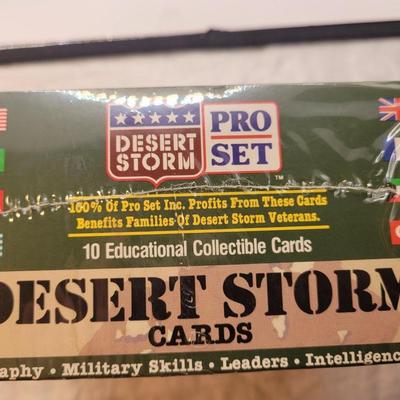 DESERT STORM
PRO SET
TM
100% Of Pro Set Inc. Profits From These Cards
Benefits Families Of Desert Storm Veterans.
10 Educational Collectible Cards
DESERT STORM
CARDS
aphy • Military Skills • Leaders • Intelligenc